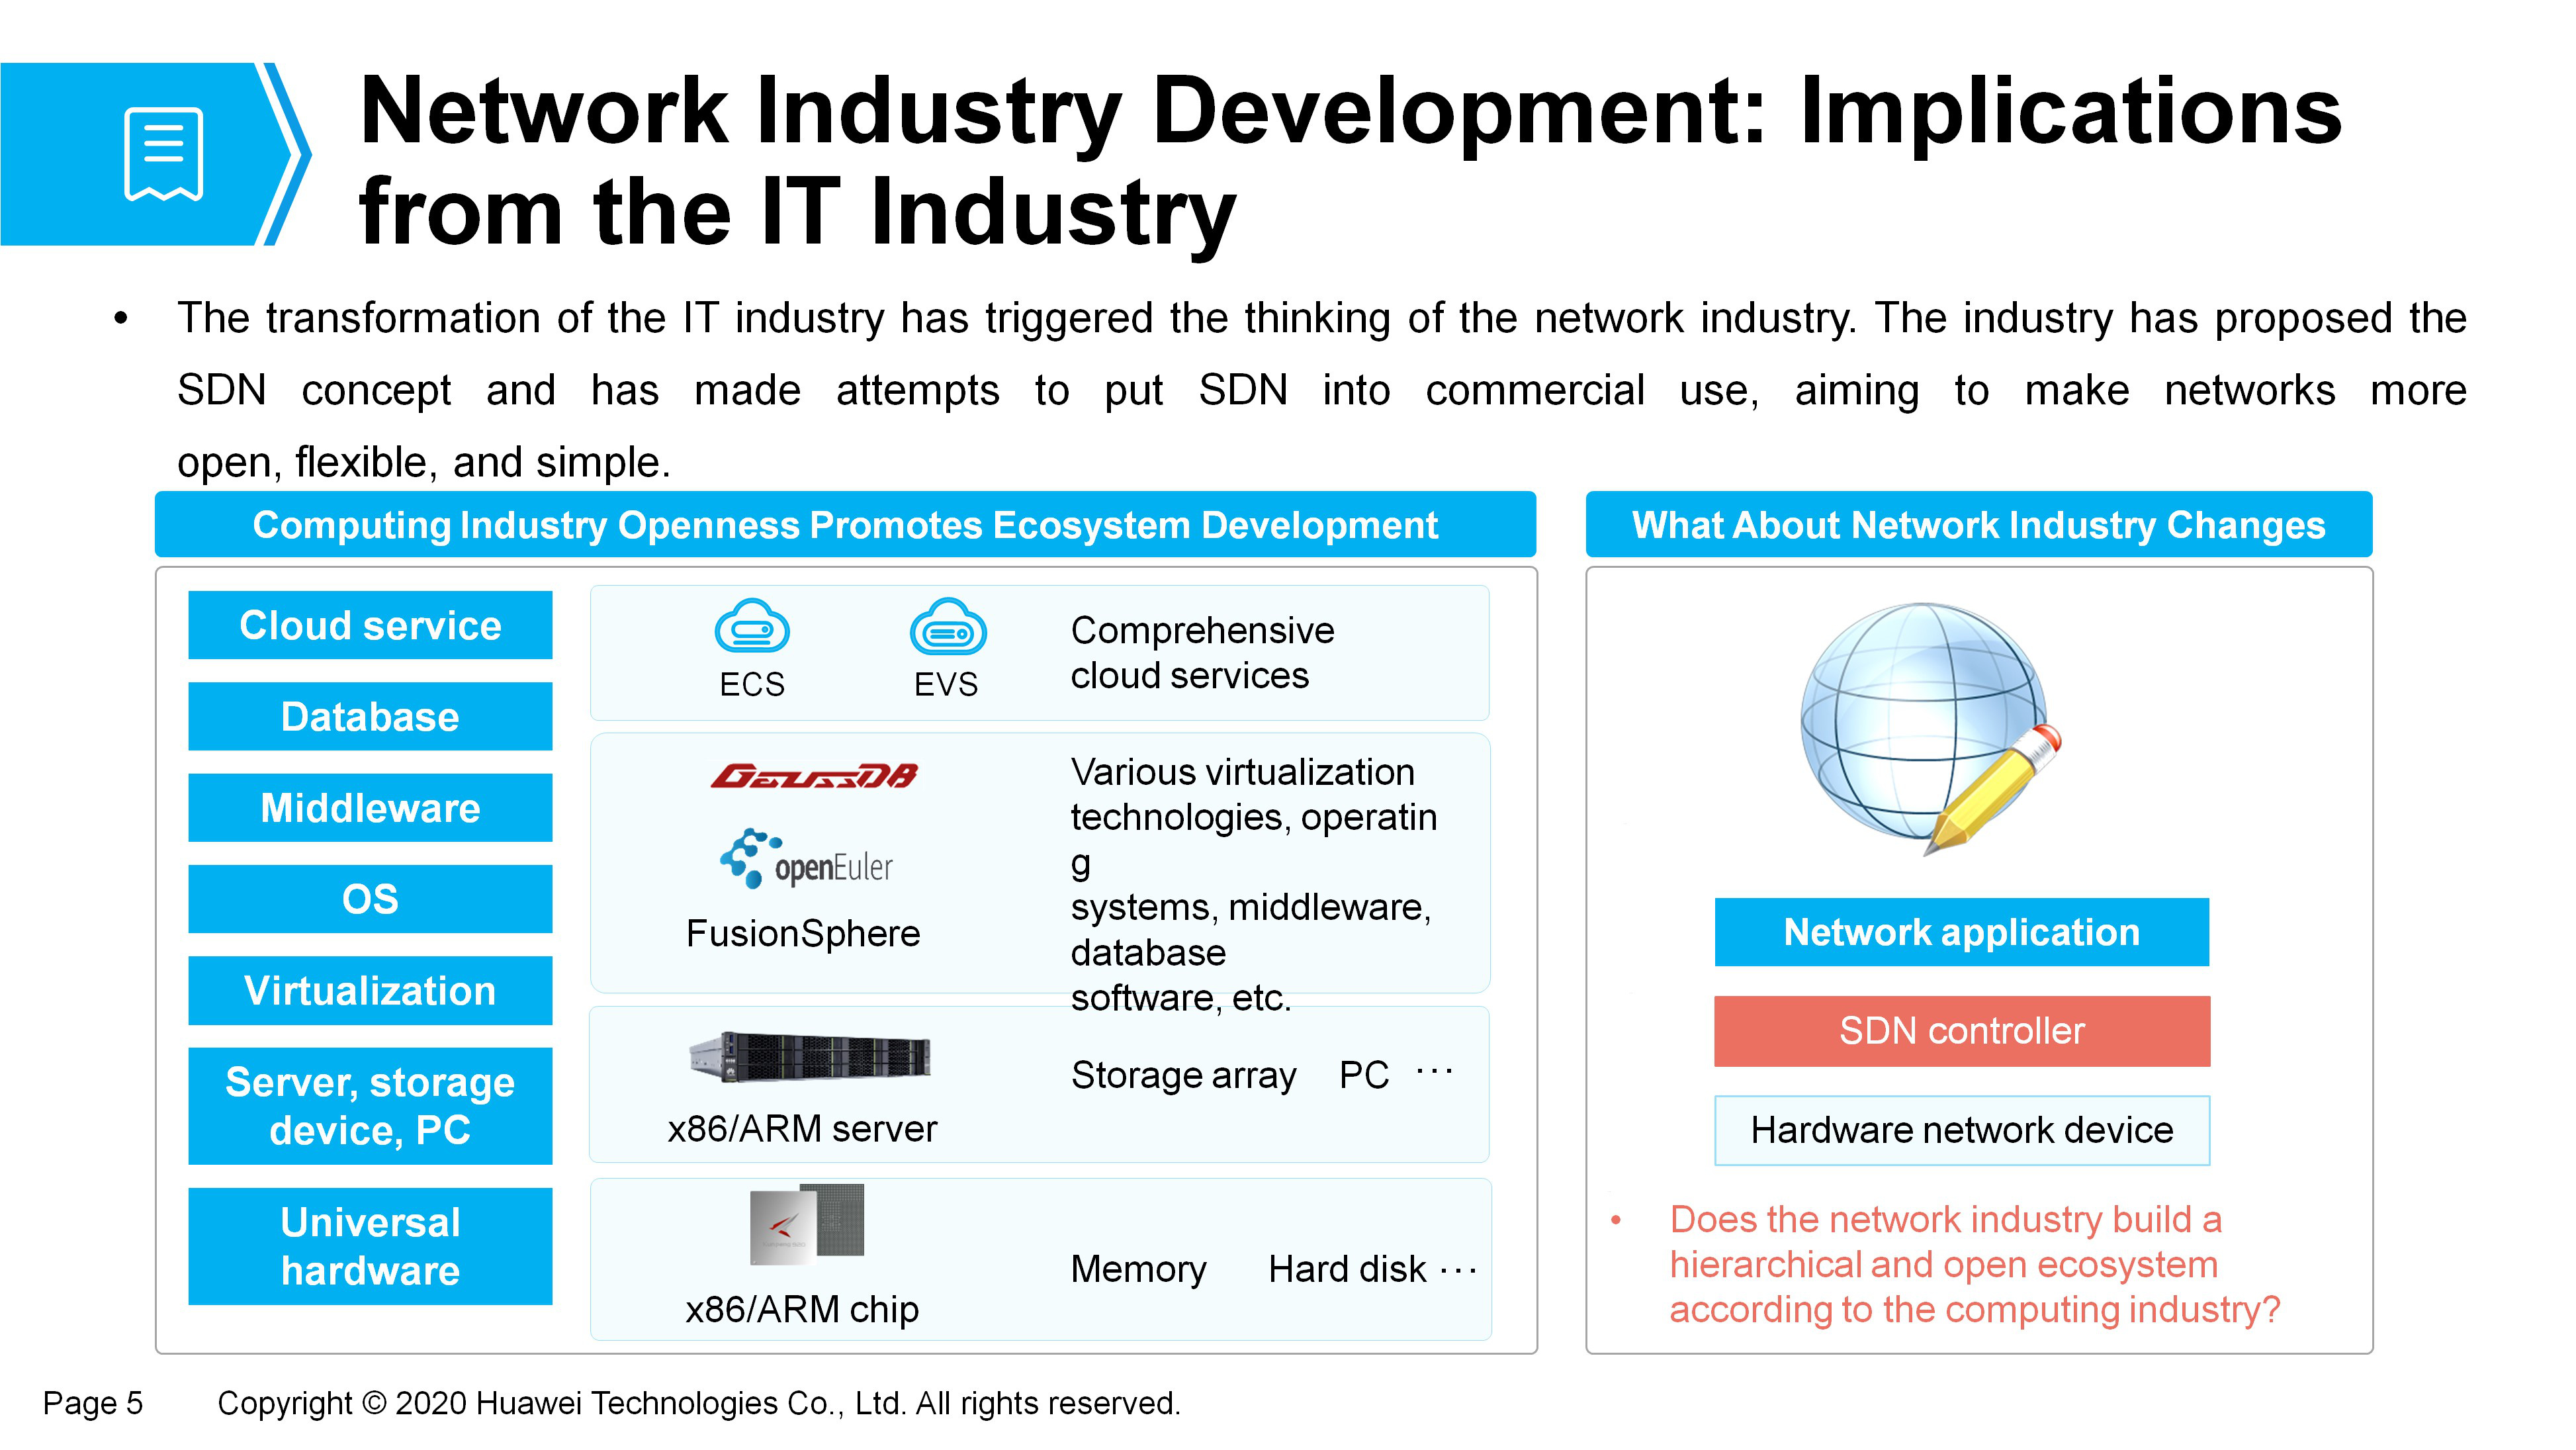 Network Industry Development: Implications
from the IT Industry
• The transformation of the IT industry has triggered the thinking of the network industry. The industry has proposed the
SDN concept and has made attempts to put SDN into commercial use, aiming to make networks more
open, flexible, and simple.
Computing Industry Openness Promotes Ecosystem Development
Cloud service
Database
Middleware
OS
Virtualization
Server, storage
device, PC
Universal
hardware
ECS
EVS
Comprehensive
cloud services
GaussDB
openEuler
FusionSphere
Various virtualization
technologies, operatin
g
systems, middleware,
database
software, etc.
x86/ARM server
Storage array PC ...
x86/ARM chip
Memory Hard disk ...
What About Network Industry Changes
Network application
SDN controller
Hardware network device
• Does the network industry build a
hierarchical and open ecosystem
according to the computing industry?
Page 5 Copyright © 2020 Huawei Technologies Co., Ltd. All rights reserved.